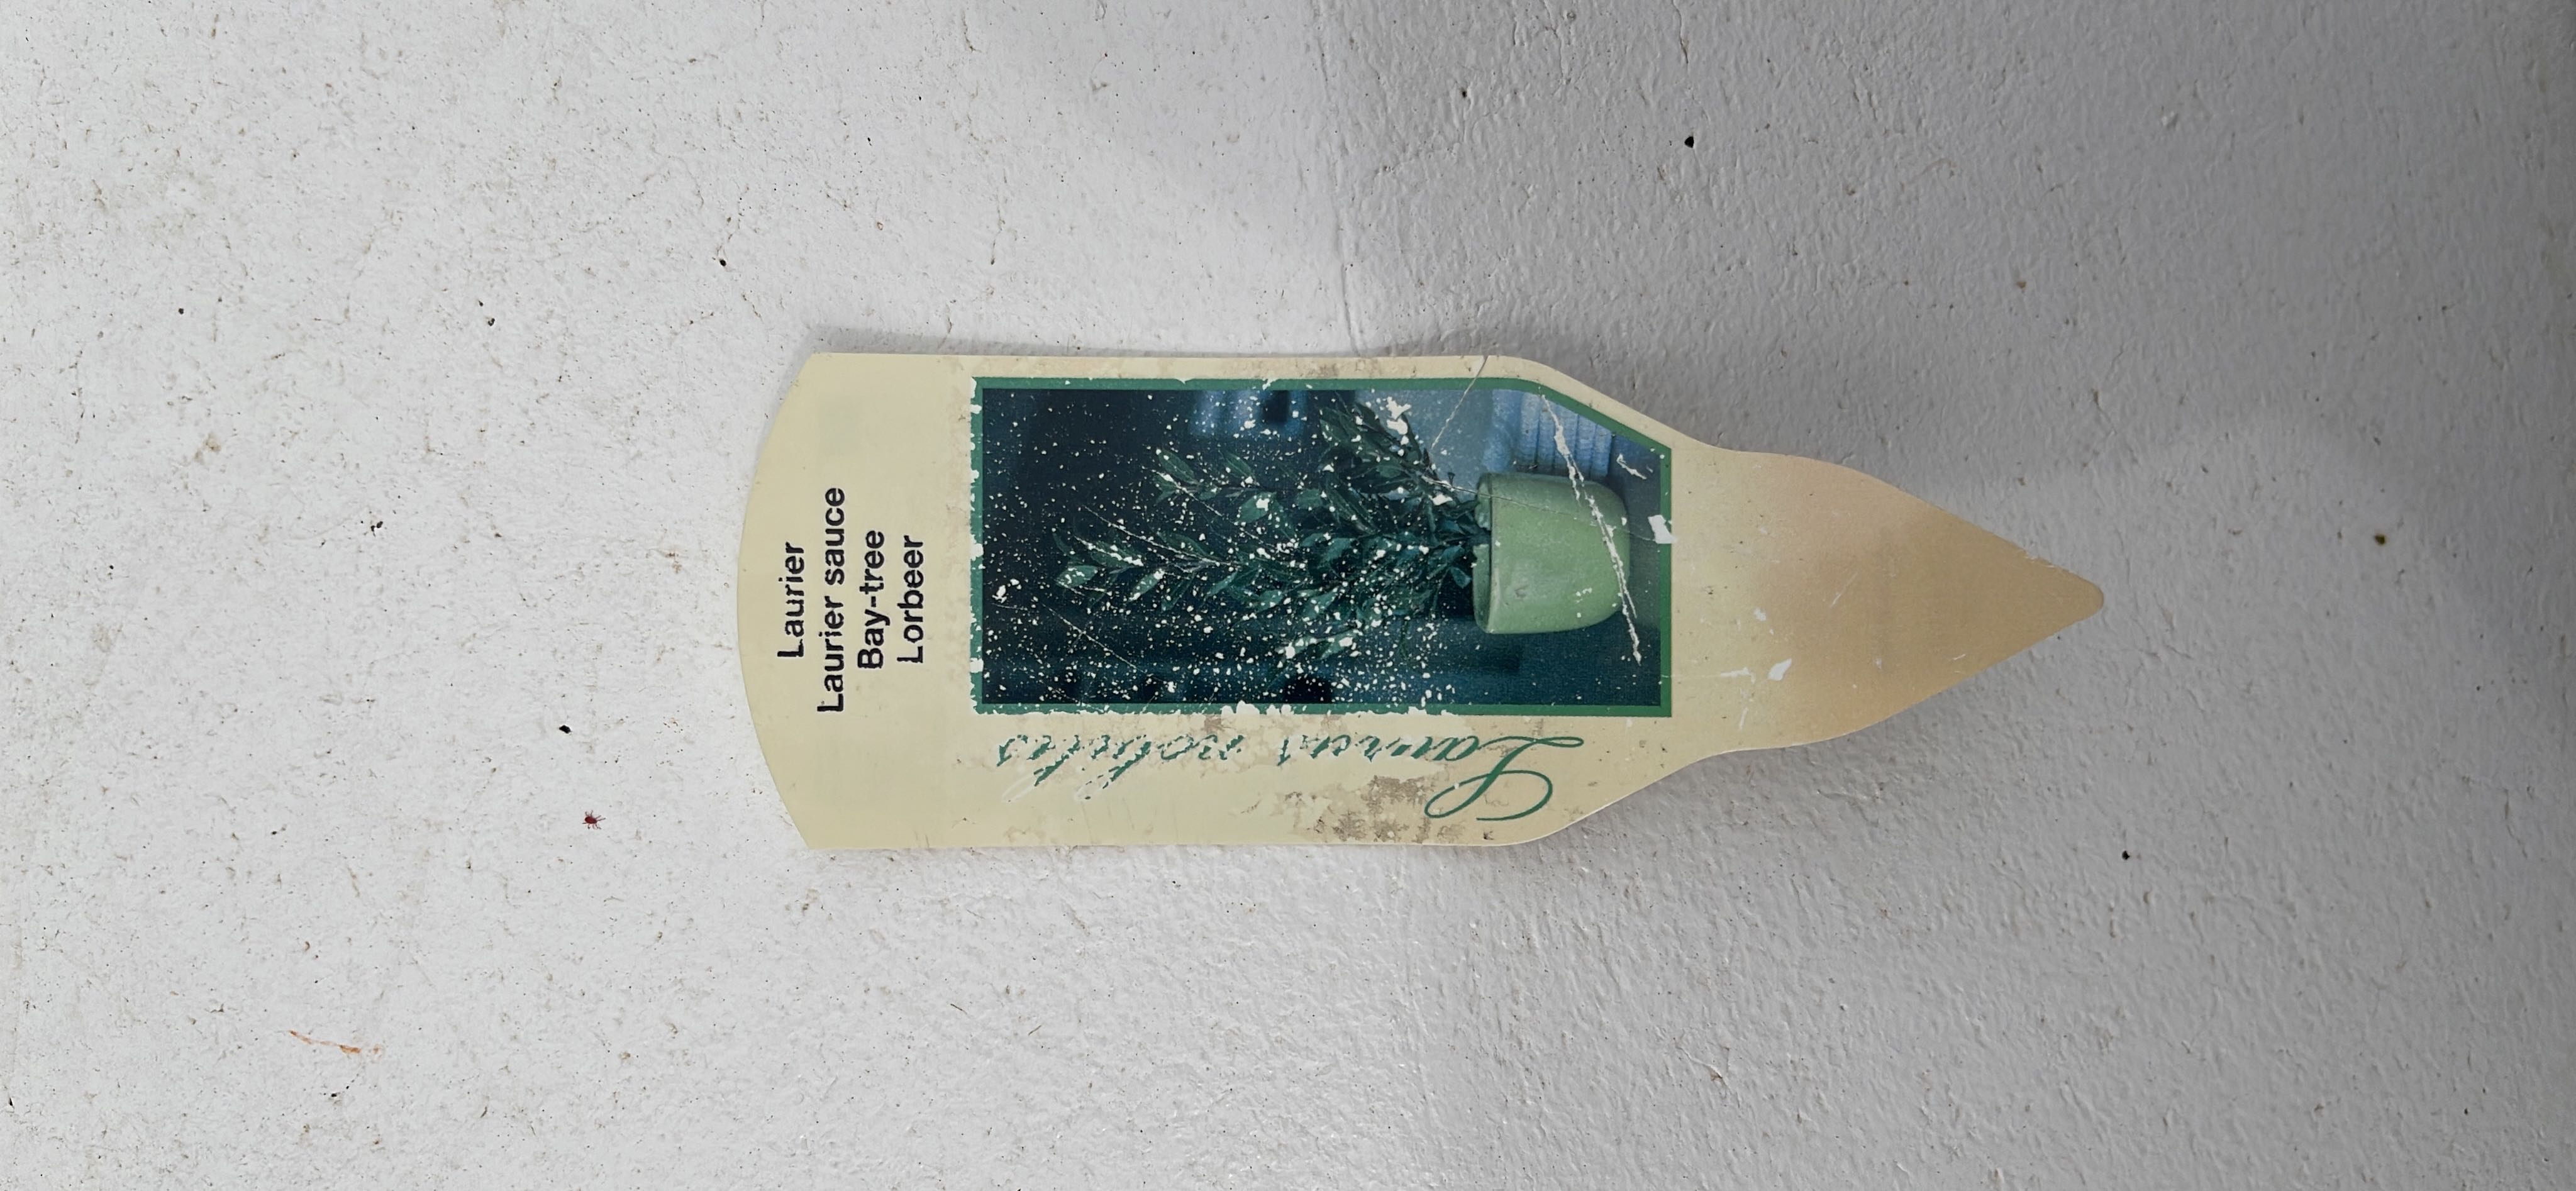 Laurier
Laurier sauce
Bay-tree
Lorbeer
Laurus nobilis